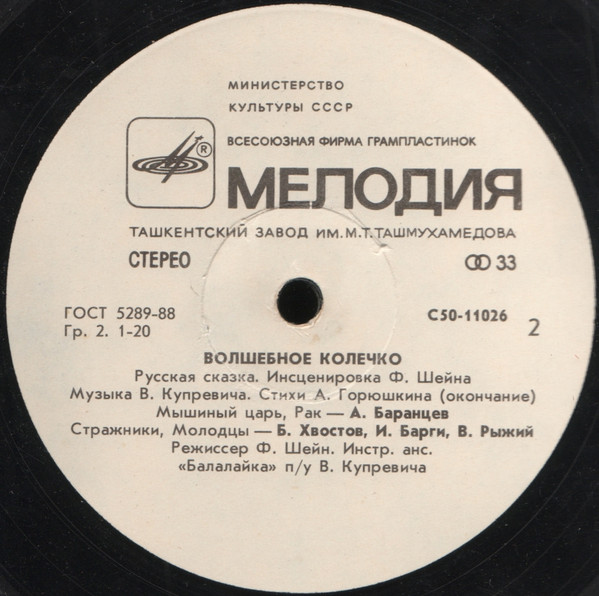 МИНИСТЕРСТВО
КУЛЬТУРЫ СССР
ВСЕСОЮЗНАЯ ФИРМА ГРАМПЛАСТИНОК
®
МЕЛОДИЯ
ТАШКЕНТСКИЙ ЗАВОД ИМ.М.Т.ТАШМУХАМЕДОВА
СТЕРЕО 33
ГОСТ 5289-88 С50-11026
Гр. 2. 1-20 2
ВОЛШЕБНОЕ КОЛЕЧКО
Русская сказка. Инсценировка Ф. Шейна
Музыка В. Купревича. Стихи А. Горюшкина (окончание)
Мышиный царь, Рак — А. Баранцев
Стражники, Молодцы — Б. Хвостов, И. Барги, В. Рыжий
Режиссер Ф. Шейн. Инстр. анс.
«Балалайка» п/у В. Купревича